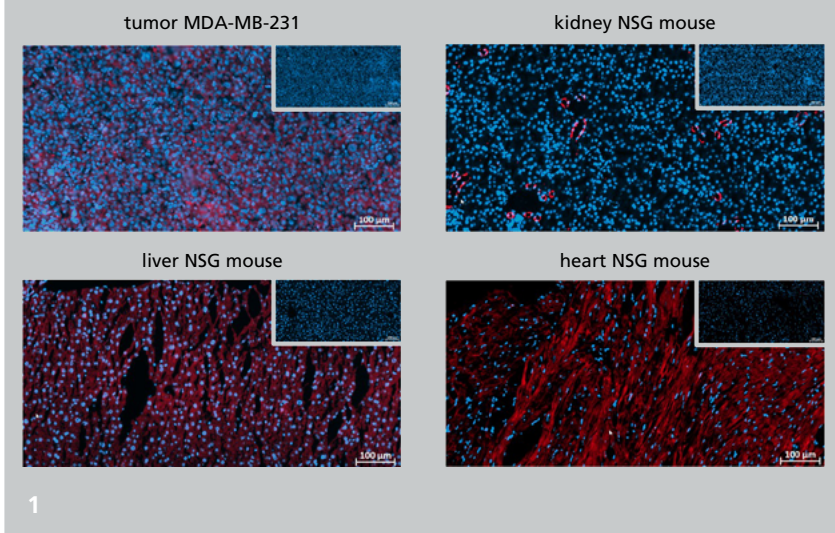 tumor MDA-MB-231
kidney NSG mouse
100 µm
100 µm
liver NSG mouse
heart NSG mouse
100 µm
100 µm
1